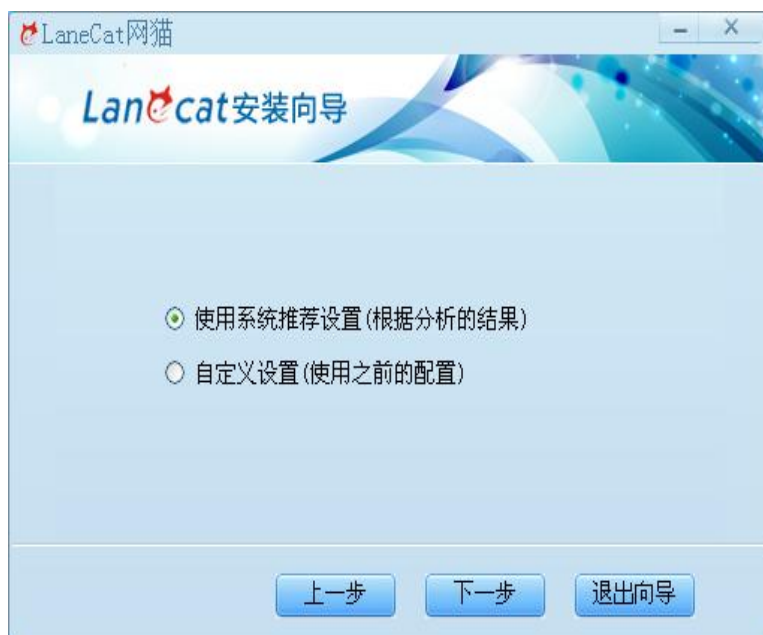 LaneCat网猫
Lanecat安装向导
使用系统推荐设置(根据分析的结果)
自定义设置(使用之前的配置)
上一步
下一步
退出向导